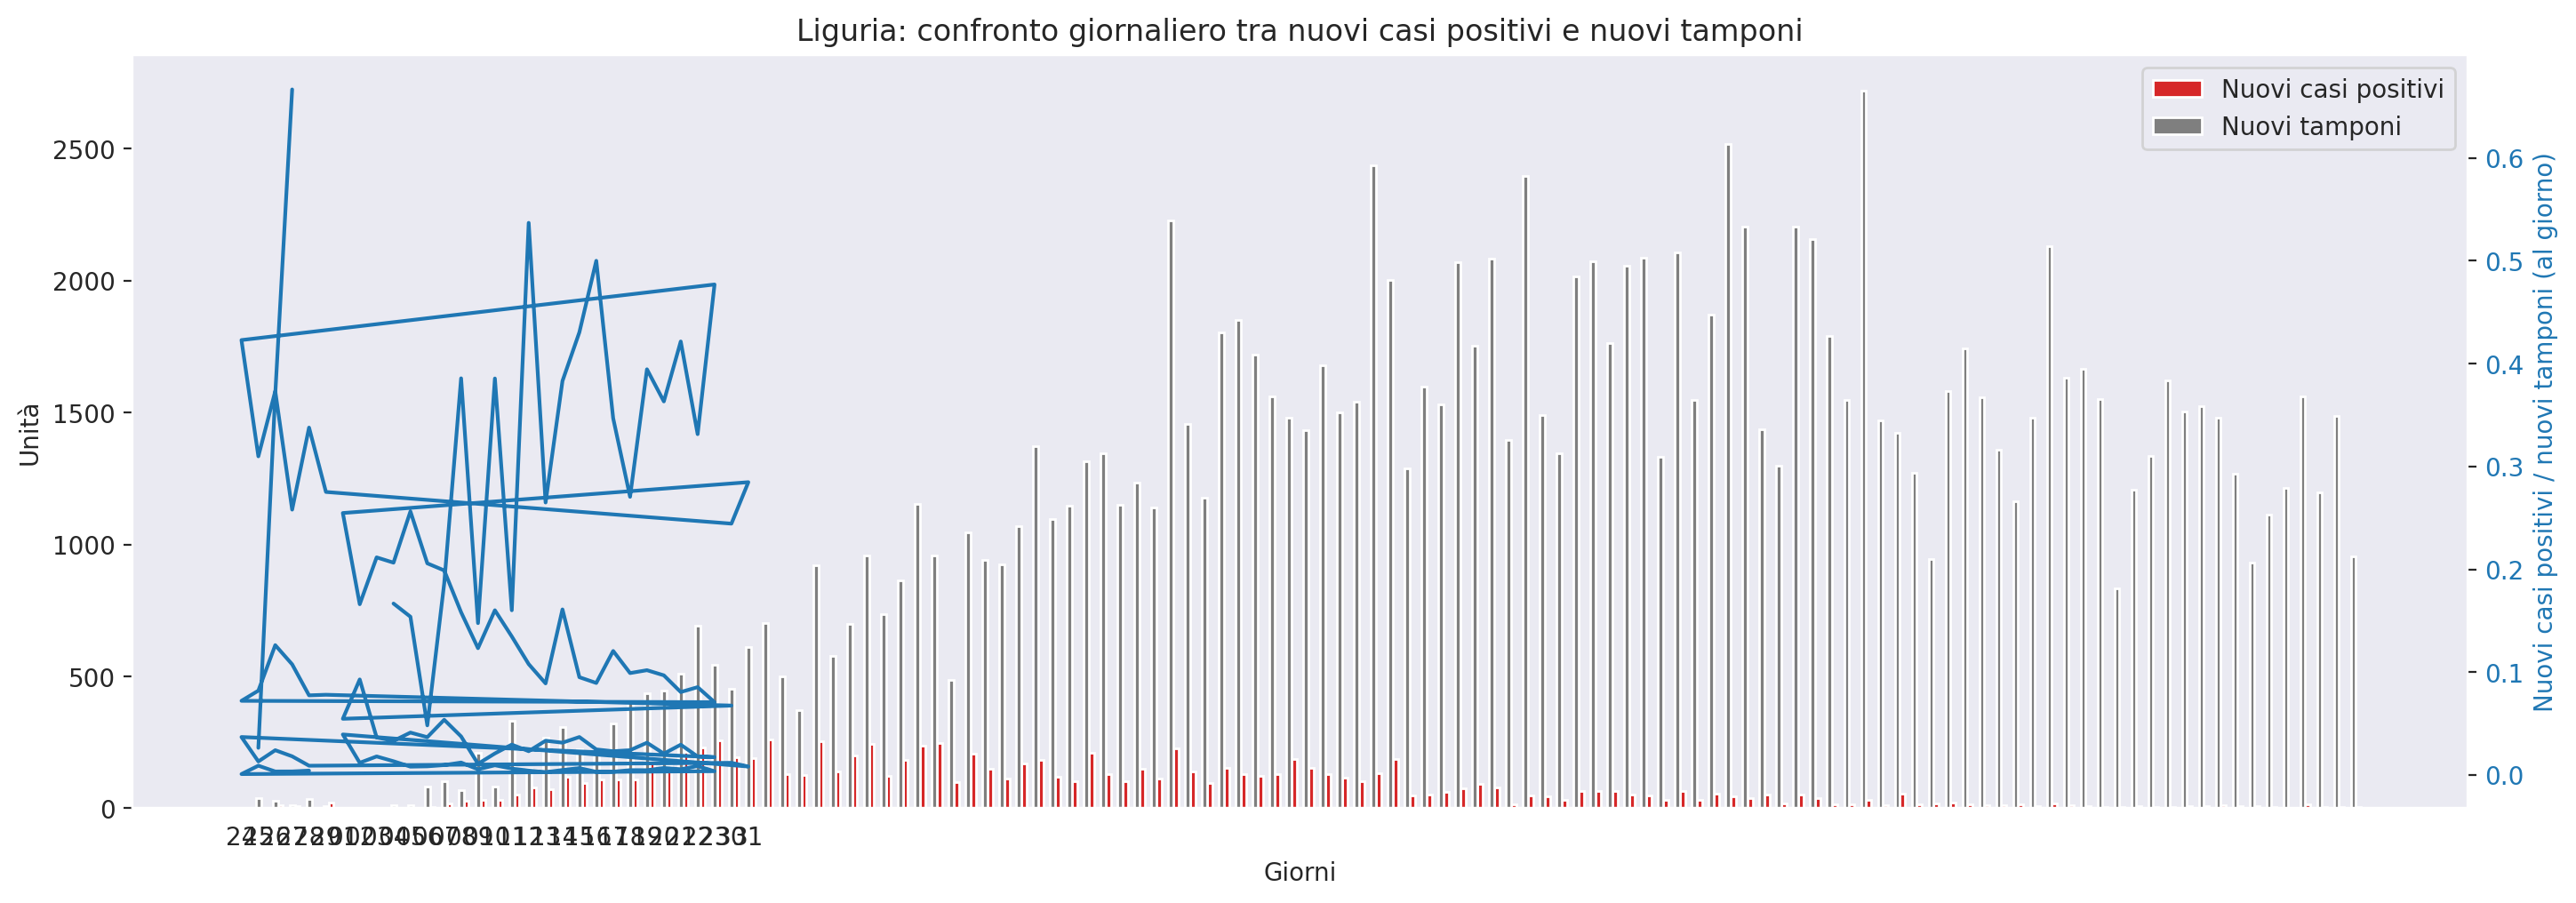 Liguria: confronto giornaliero tra nuovi casi positivi e nuovi tamponi
Nuovi casi positivi
Nuovi tamponi
Unità
2500
2000
1500
1000
500
0
0.6
0.5
0.4
0.3
0.2
0.1
0.0
Nuovi casi positivi / nuovi tamponi (al giorno)
Giorni